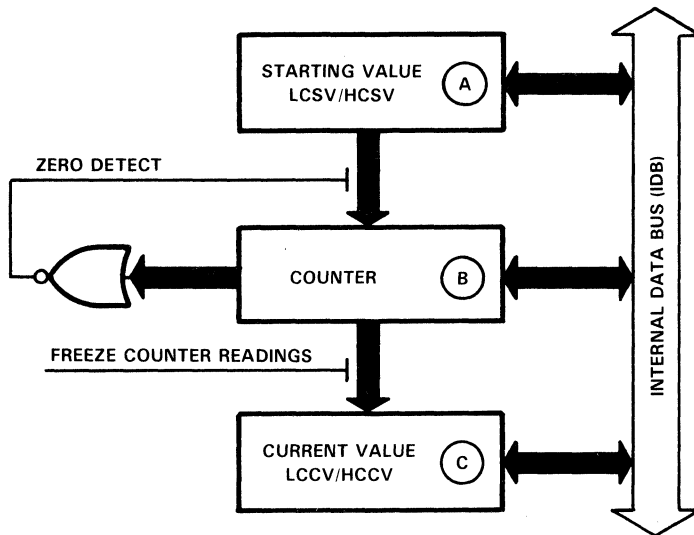 STARTING VALUE
LCSV/HCSV
A
ZERO DETECT
COUNTER
B
FREEZE COUNTER READINGS
CURRENT VALUE
LCCV/HCCV
C
INTERNAL DATA BUS (IDB)